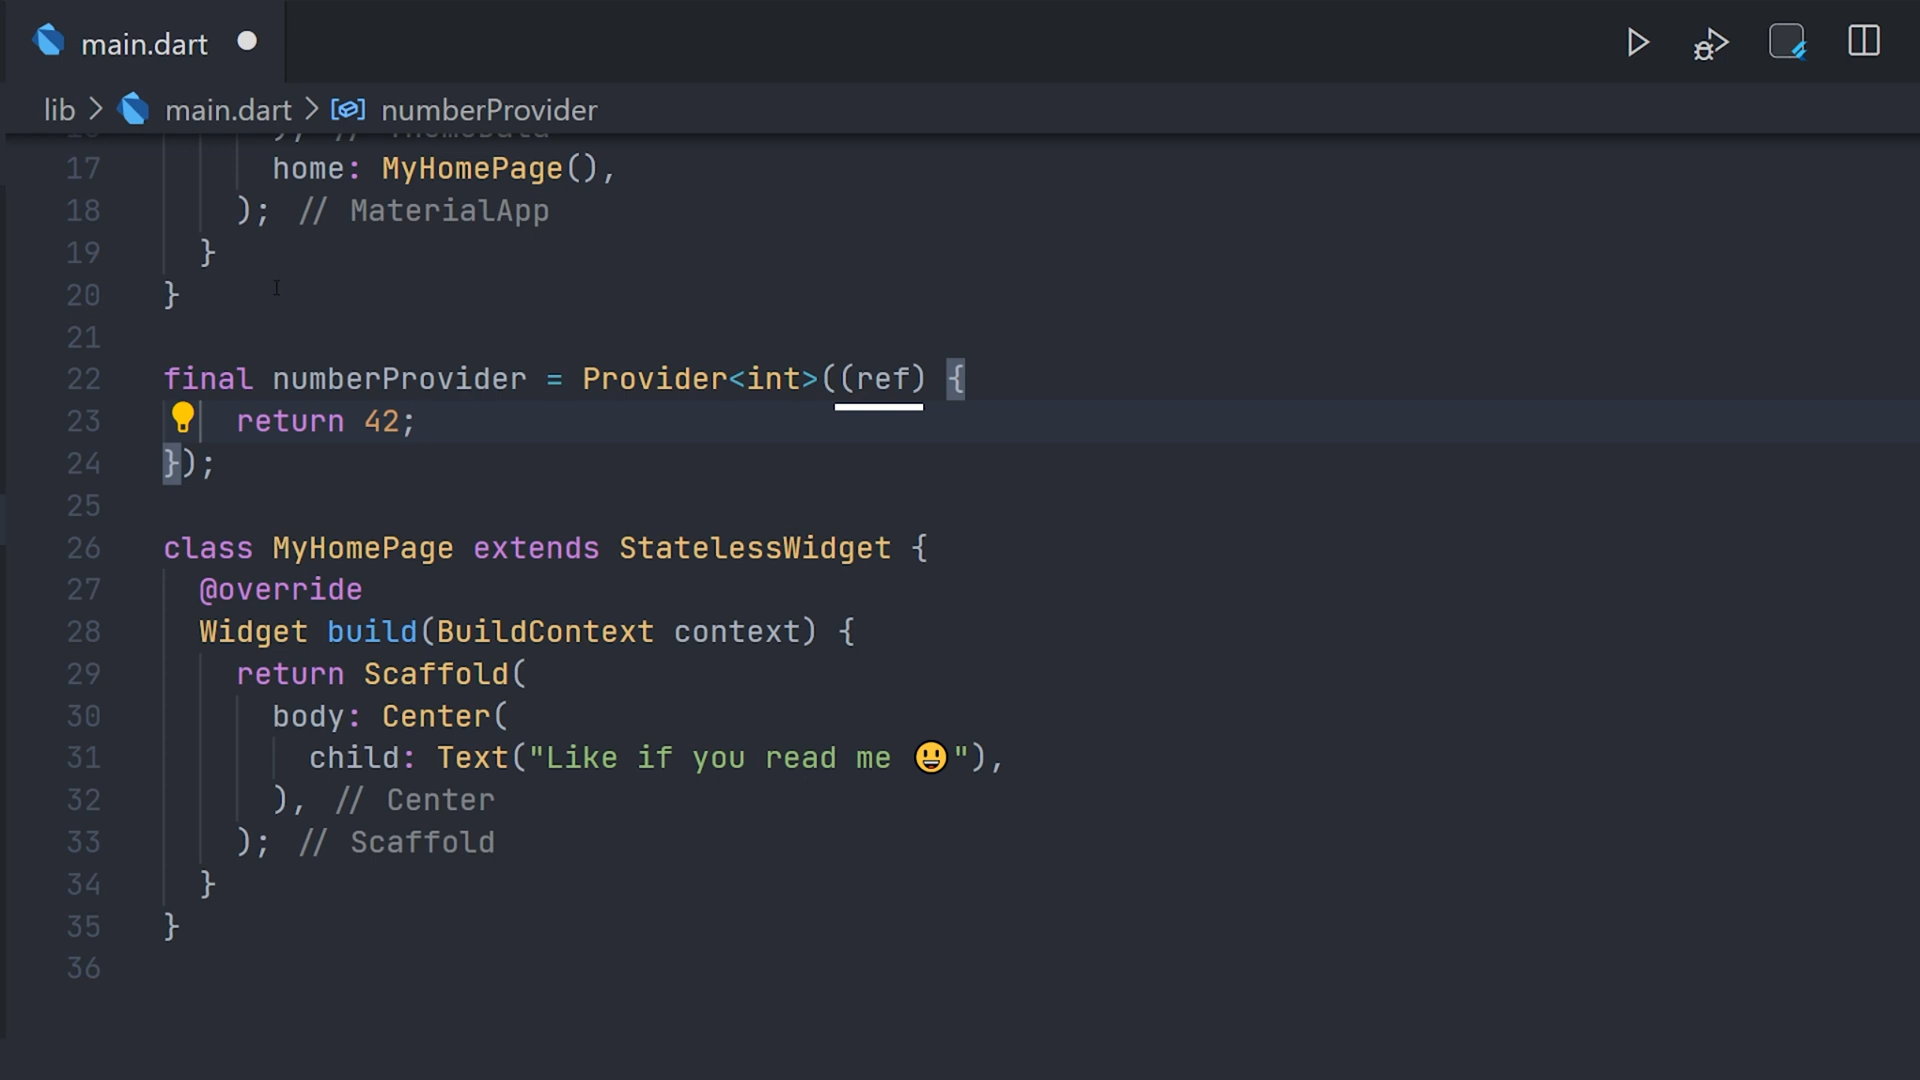 main.dart
lib > main.dart > numberProvider
17 home: MyHomePage(),
18 ); // MaterialApp
19 }
20 }
21
22 final numberProvider = Provider<int>((ref) {
23 return 42;
24 });
25
26 class MyHomePage extends StatelessWidget {
27 @override
28 Widget build(BuildContext context) {
29 return Scaffold(
30 body: Center(
31 child: Text("Like if you read me 😃"),
32 ), // Center
33 ); // Scaffold
34 }
35 }
36